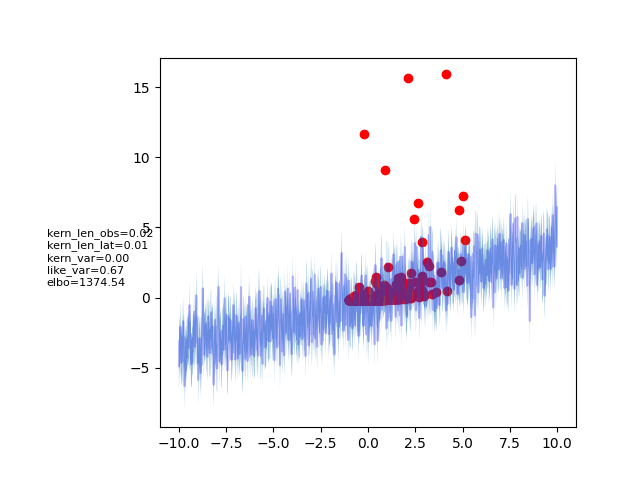 15
10
5
0
−5
kern_len_obs=0.02
kern_len_lat=0.01
kern_var=0.00
like_var=0.67
elbo=1374.54
−10.0 −7.5 −5.0 −2.5 0.0 2.5 5.0 7.5 10.0